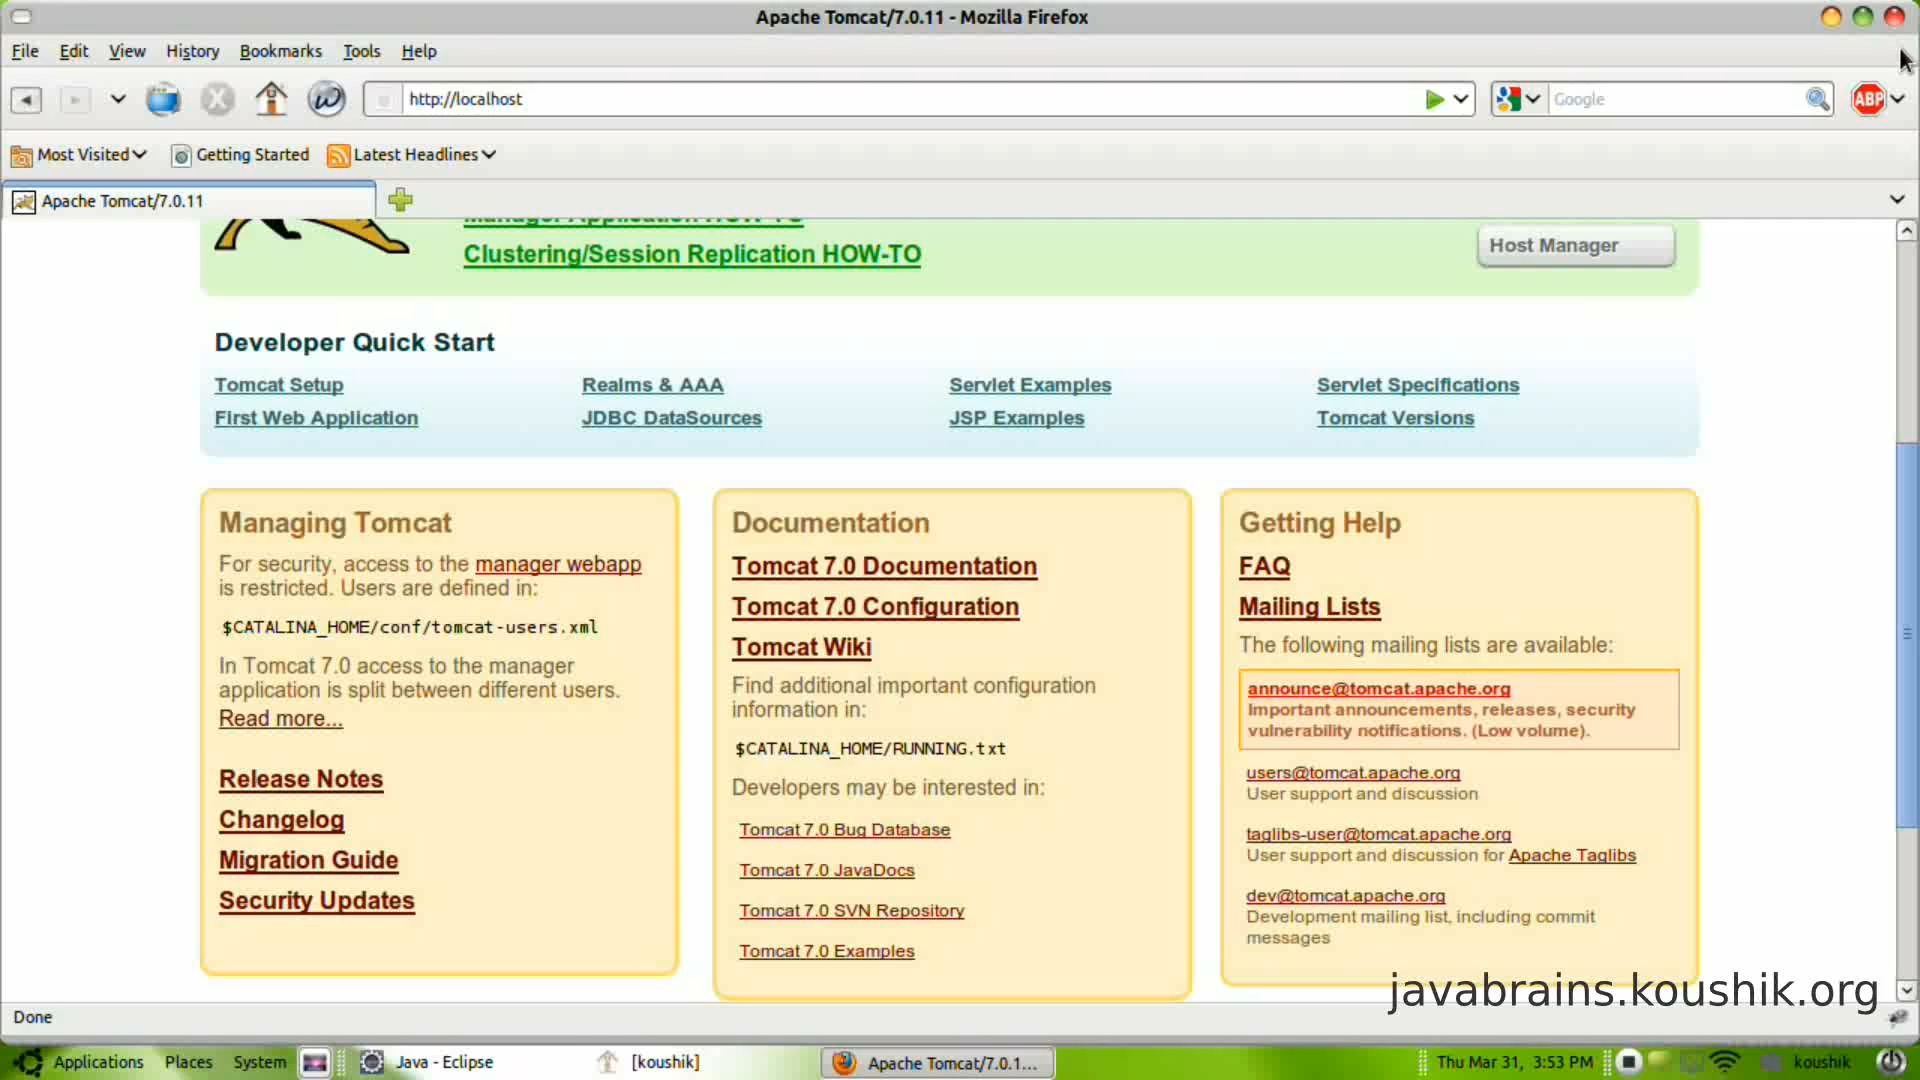 Apache Tomcat/7.0.11 - Mozilla Firefox
File Edit View History Bookmarks Tools Help
http://localhost
Google
ABP
Most Visited Getting Started Latest Headlines
Apache Tomcat/7.0.11
Manager Application HOW-TO
Clustering/Session Replication HOW-TO
Host Manager
Developer Quick Start
Tomcat Setup Realms & AAA Servlet Examples Servlet Specifications
First Web Application JDBC DataSources JSP Examples Tomcat Versions
Managing Tomcat
For security, access to the manager webapp
is restricted. Users are defined in:
$CATALINA_HOME/conf/tomcat-users.xml
In Tomcat 7.0 access to the manager
application is split between different users.
Read more...
Release Notes
Changelog
Migration Guide
Security Updates
Documentation
Tomcat 7.0 Documentation
Tomcat 7.0 Configuration
Tomcat Wiki
Find additional important configuration
information in:
$CATALINA_HOME/RUNNING.txt
Developers may be interested in:
Tomcat 7.0 Bug Database
Tomcat 7.0 JavaDocs
Tomcat 7.0 SVN Repository
Tomcat 7.0 Examples
Getting Help
FAQ
Mailing Lists
The following mailing lists are available:
announce@tomcat.apache.org
Important announcements, releases, security
vulnerability notifications. (Low volume).
users@tomcat.apache.org
User support and discussion
taglibs-user@tomcat.apache.org
User support and discussion for Apache Taglibs
dev@tomcat.apache.org
Development mailing list, including commit
messages
javabrains.koushik.org
Done
Applications Places System Java - Eclipse [koushik] Apache Tomcat/7.0.1... Thu Mar 31, 3:53 PM koushik